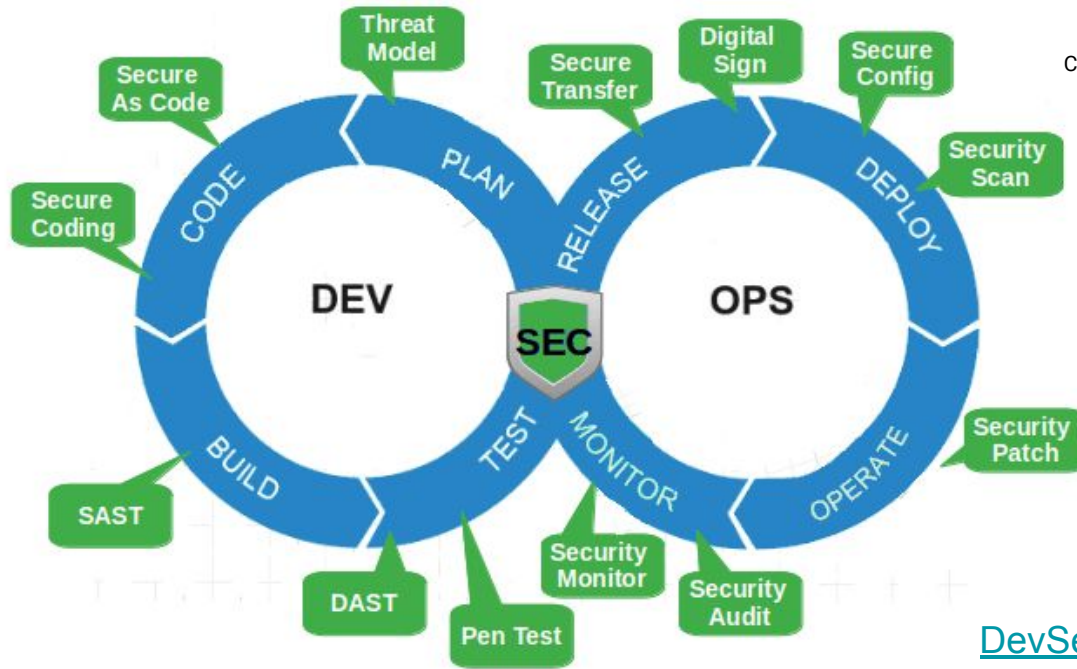 Threat
Model
Secure
As Code
Secure
Coding
CODE
PLAN
DEV
BUILD
SAST
TEST
DAST
Pen Test
SEC
Secure
Transfer
Digital
Sign
Secure
Config
Security
Scan
RELEASE
DEPLOY
OPS
OPERATE
Security
Patch
MONITOR
Security
Monitor
Security
Audit
c
DevSe